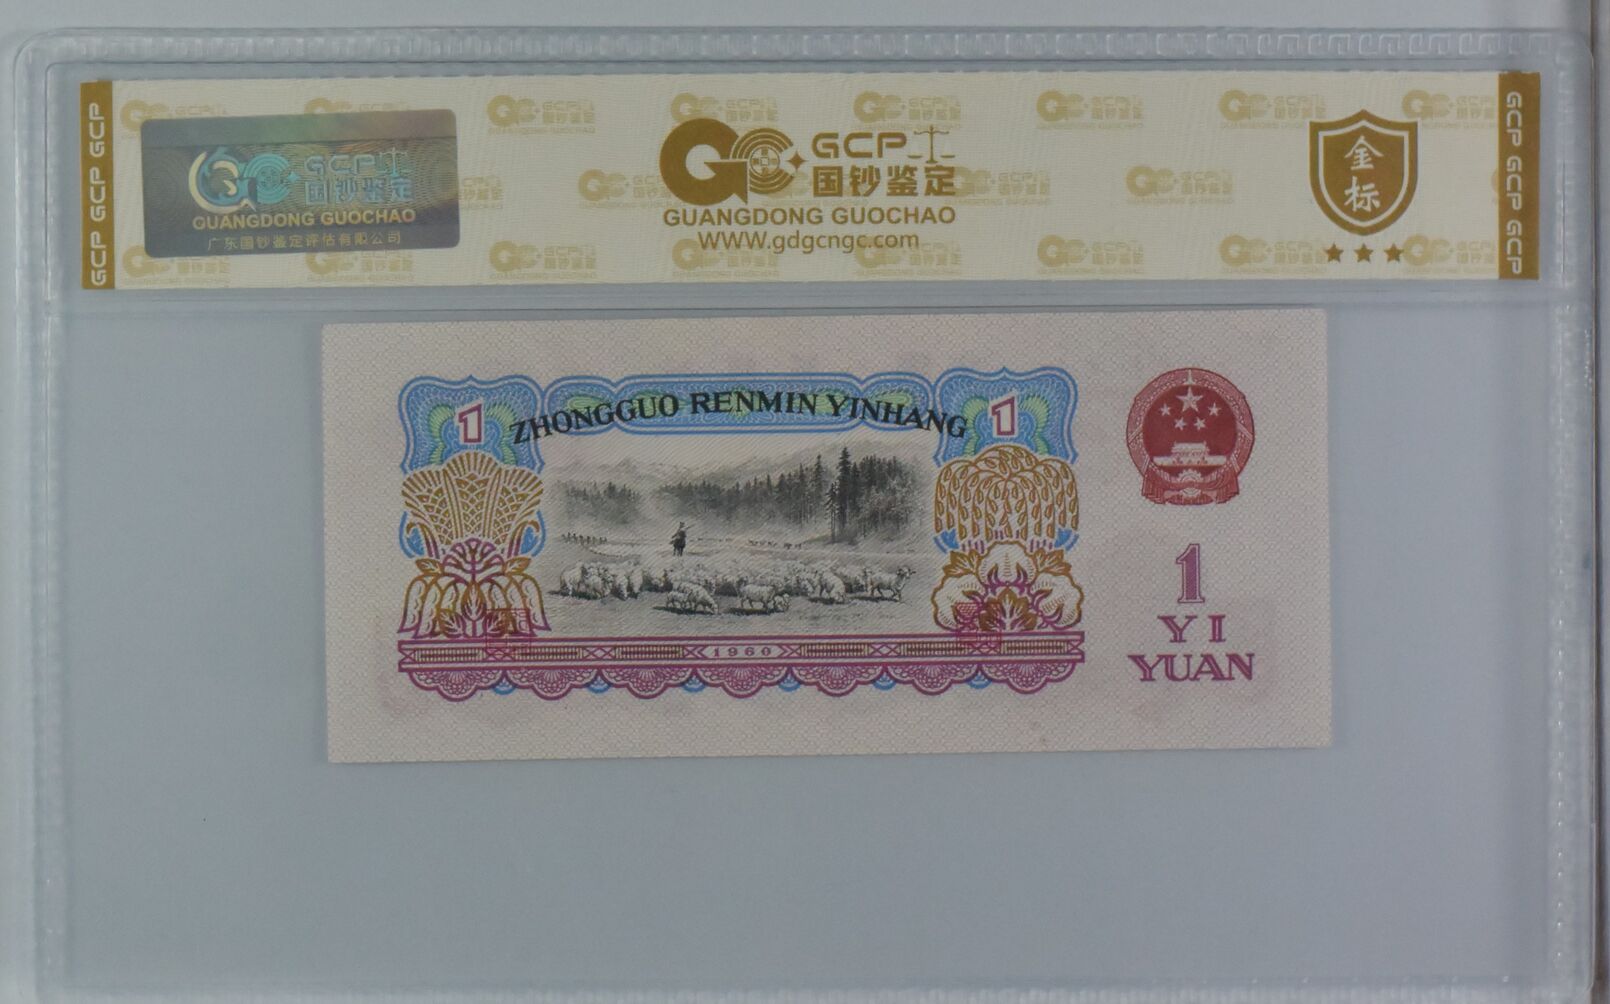 GCP GCP GCP
GCP
国钞鉴定
GUANGDONG GUOCHAO
广东国钞鉴定评估有限公司
GCP
国钞鉴定
GUANGDONG GUOCHAO
WWW.gdgcngc.com
金
标
GCP GCP GCP
1
ZHONGGUO RENMIN YINHANG
1
1960
1
YI
YUAN